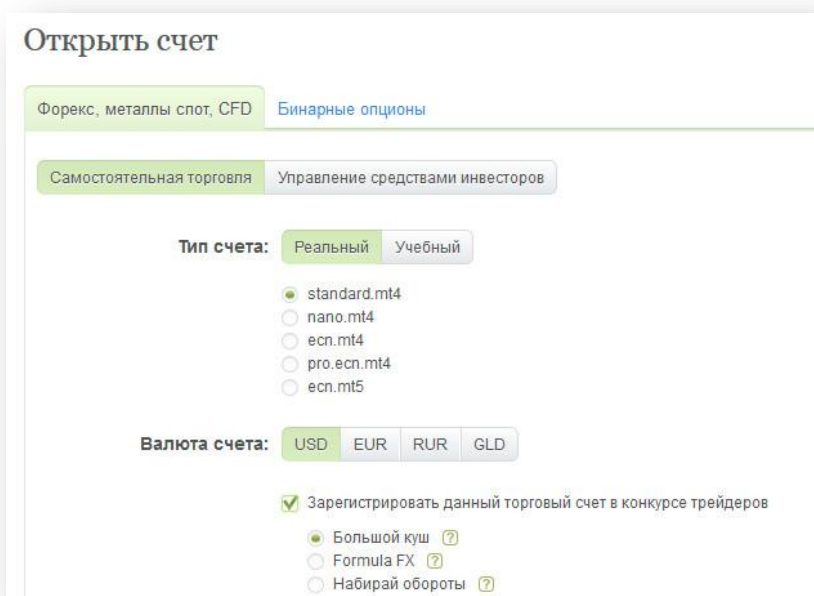 Открыть счет
Форекс, металлы спот, CFD Бинарные опционы
Самостоятельная торговля Управление средствами инвесторов
Тип счета: Реальный Учебный
standard.mt4
nano.mt4
ecn.mt4
pro.ecn.mt4
ecn.mt5
Валюта счета: USD EUR RUR GLD
Зарегистрировать данный торговый счет в конкурсе трейдеров
Большой куш ?
Formula FX ?
Набирай обороты ?